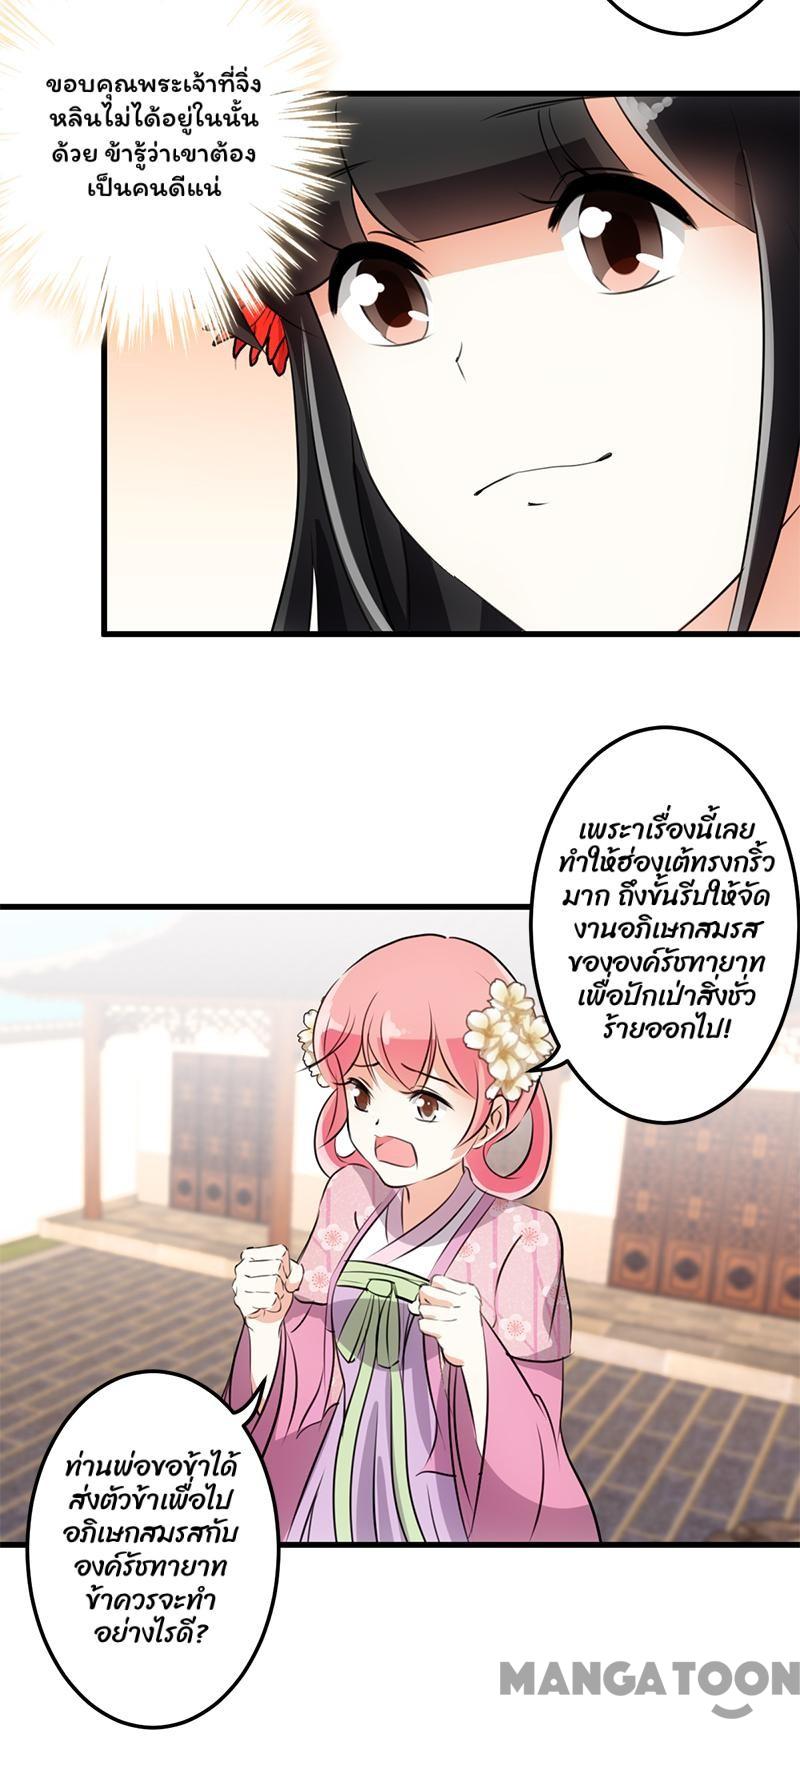 ขอบคุณพระเจ้าที่จิ่ง
หลินไม่ได้อยู่ในนั้น
ด้วย ข้ารู้ว่าเขาต้อง
เป็นคนดีแน่
เพราะเรื่องนี้เลย
ทำให้ฮ่องเต้ทรงกริ้ว
มาก ถึงขั้นรีบให้จัด
งานอภิเษกสมรส
ขององค์รัชทายาท
เพื่อปักเป่าสิ่งชั่ว
ร้ายออกไป!
ท่านพ่อขอข้าได้
ส่งตัวข้าเพื่อไป
อภิเษกสมรสกับ
องค์รัชทายาท
ข้าควรจะทำ
อย่างไรดี?
MANGATOON